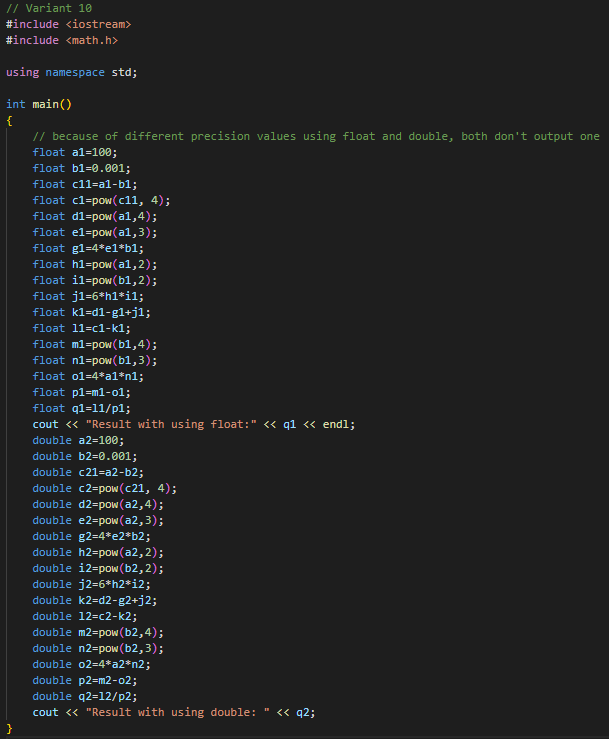 // Variant 10
#include <iostream>
#include <math.h>
using namespace std;
int main()
{
// because of different precision values using float and double, both don't output one
float a1=100;
float b1=0.001;
float c11=a1-b1;
float c1=pow(c11, 4);
float d1=pow(a1,4);
float e1=pow(a1,3);
float g1=4*e1*b1;
float h1=pow(a1,2);
float i1=pow(b1,2);
float j1=6*h1*i1;
float k1=d1-g1+j1;
float l1=c1-k1;
float m1=pow(b1,4);
float n1=pow(b1,3);
float o1=4*a1*n1;
float p1=m1-o1;
float q1=l1/p1;
cout << "Result with using float:" << q1 << endl;
double a2=100;
double b2=0.001;
double c21=a2-b2;
double c2=pow(c21, 4);
double d2=pow(a2,4);
double e2=pow(a2,3);
double g2=4*e2*b2;
double h2=pow(a2,2);
double i2=pow(b2,2);
double j2=6*h2*i2;
double k2=d2-g2+j2;
double l2=c2-k2;
double m2=pow(b2,4);
double n2=pow(b2,3);
double o2=4*a2*n2;
double p2=m2-o2;
double q2=l2/p2;
cout << "Result with using double: " << q2;
}